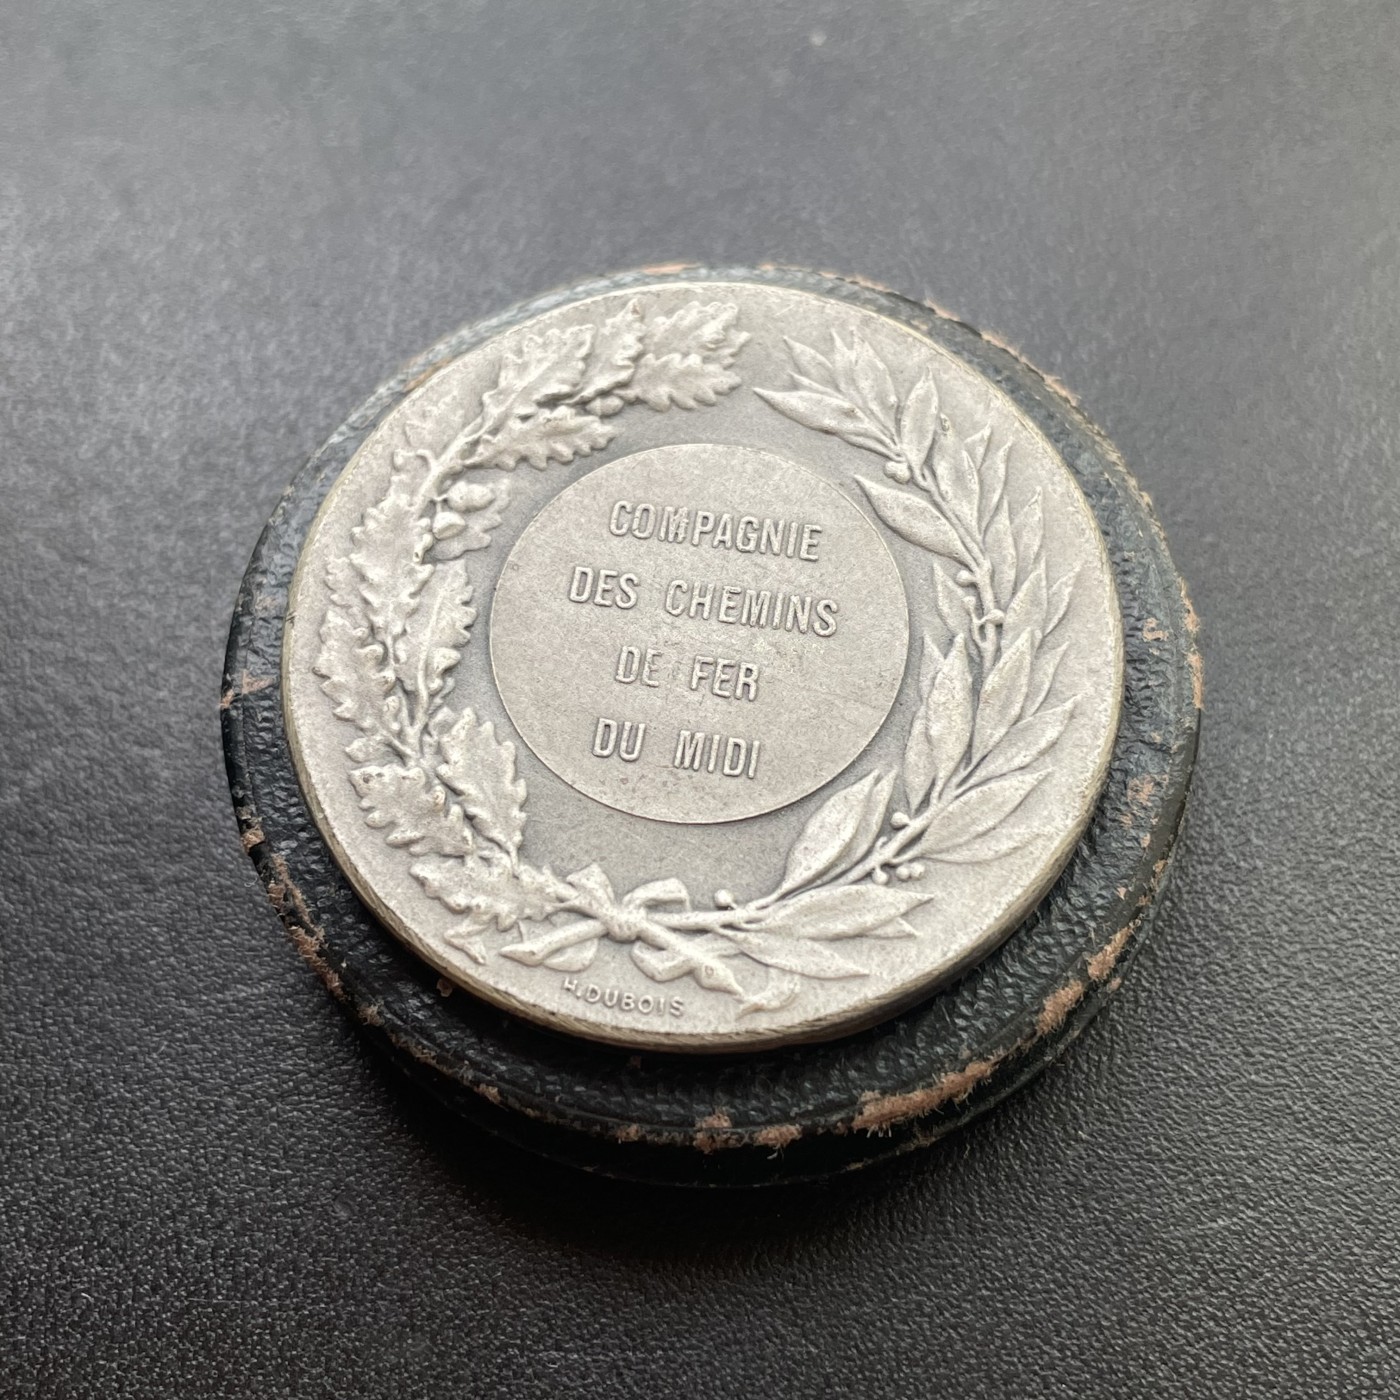 COMPAGNIE
DES CHEMINS
DE FER
DU MIDI
H.DUBOIS